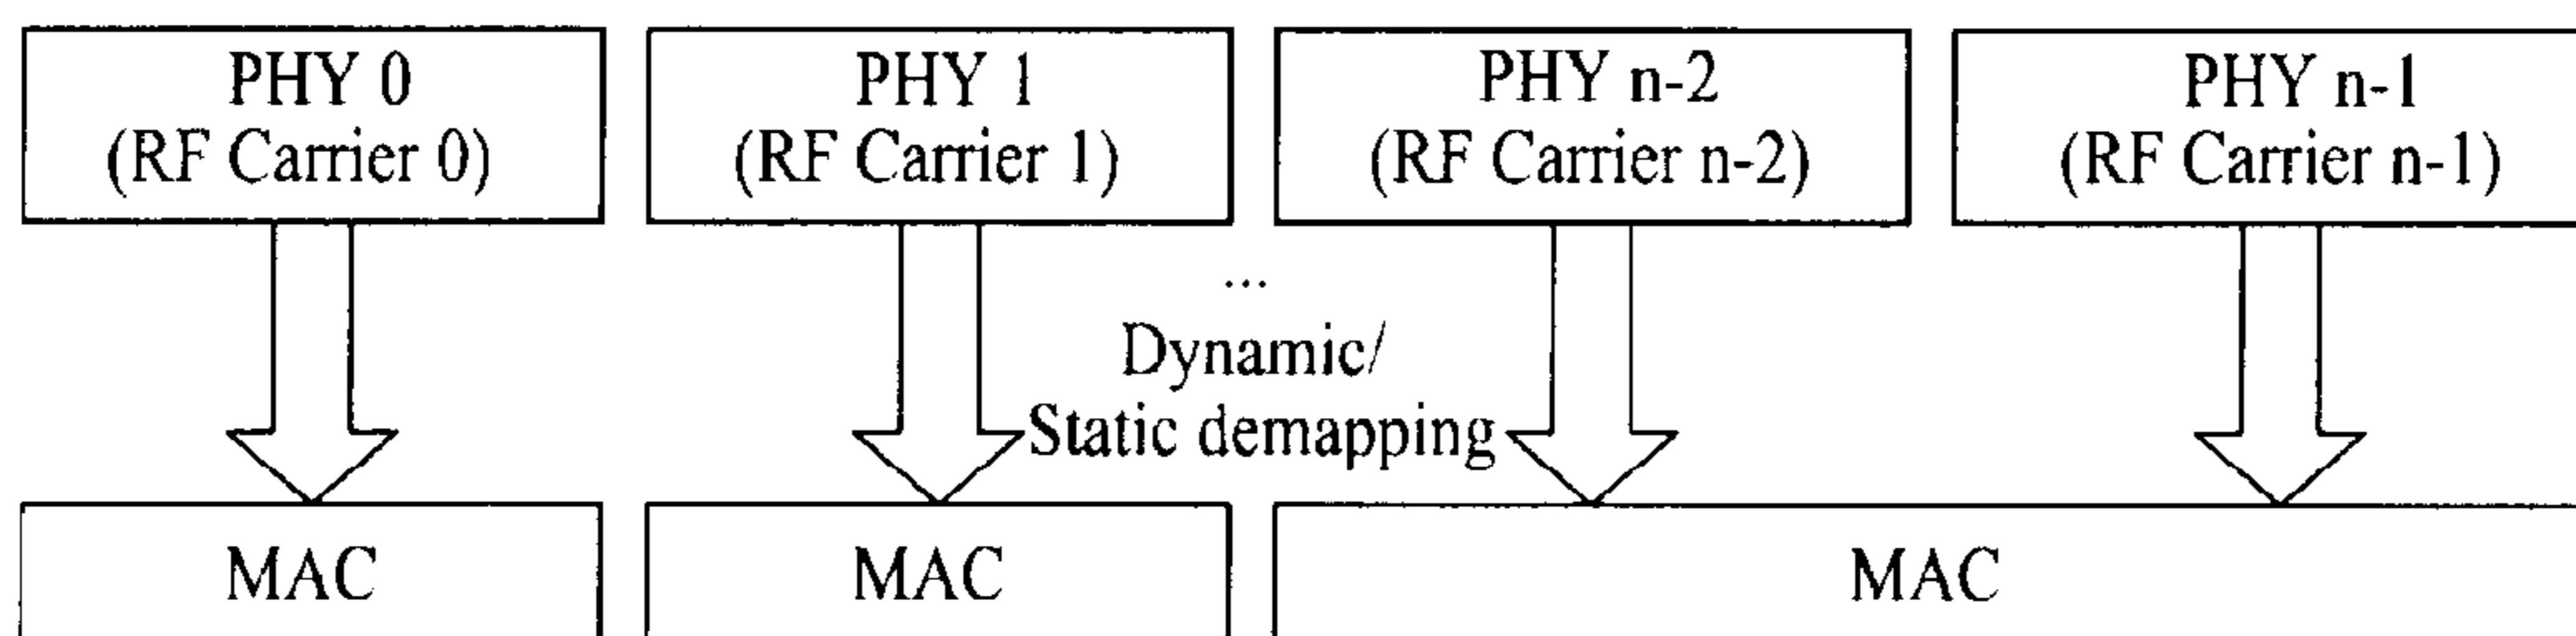 PHY 0
(RF Carrier 0)
PHY 1
(RF Carrier 1)
PHY n-2
(RF Carrier n-2)
PHY n-1
(RF Carrier n-1)
...
Dynamic/
Static demapping
MAC
MAC
MAC